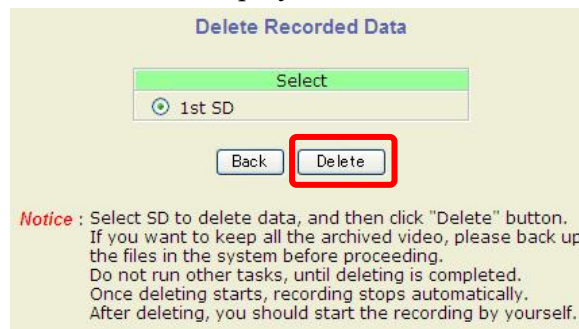 Delete Recorded Data
Select
1st SD
Back Delete
Notice : Select SD to delete data, and then click "Delete" button.
If you want to keep all the archived video, please back up
the files in the system before proceeding.
Do not run other tasks, until deleting is completed.
Once deleting starts, recording stops automatically.
After deleting, you should start the recording by yourself.